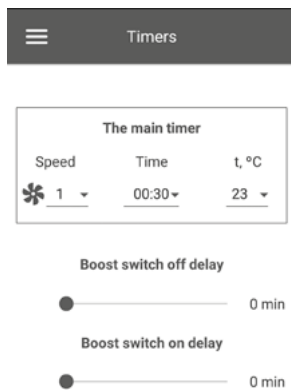 Timers
The main timer
Speed Time t, ºC
1 00:30 23
Boost switch off delay
0 min
Boost switch on delay
0 min